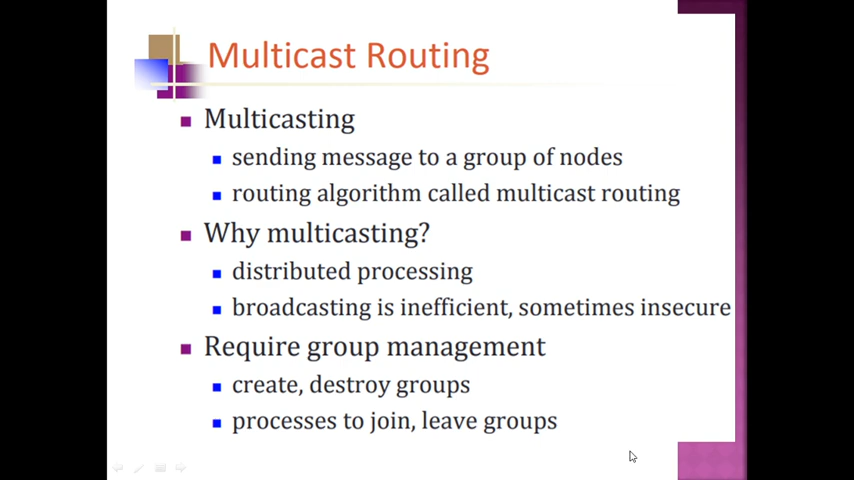 Multicast Routing
Multicasting
sending message to a group of nodes
routing algorithm called multicast routing
Why multicasting?
distributed processing
broadcasting is inefficient, sometimes insecure
Require group management
create, destroy groups
processes to join, leave groups